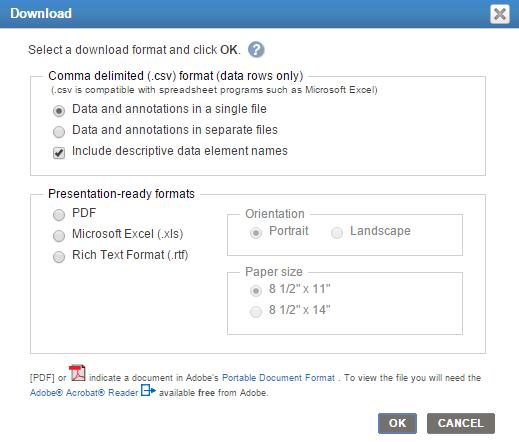 Download
Select a download format and click OK. ?
Comma delimited (.csv) format (data rows only)
(.csv is compatible with spreadsheet programs such as Microsoft Excel)
Data and annotations in a single file
Data and annotations in separate files
Include descriptive data element names
Presentation-ready formats
PDF
Microsoft Excel (.xls)
Rich Text Format (.rtf)
Orientation
Portrait
Landscape
Paper size
8 1/2" x 11"
8 1/2" x 14"
[PDF] or indicate a document in Adobe's Portable Document Format . To view the file you will need the
Adobe® Acrobat® Reader available free from Adobe.
OK
CANCEL